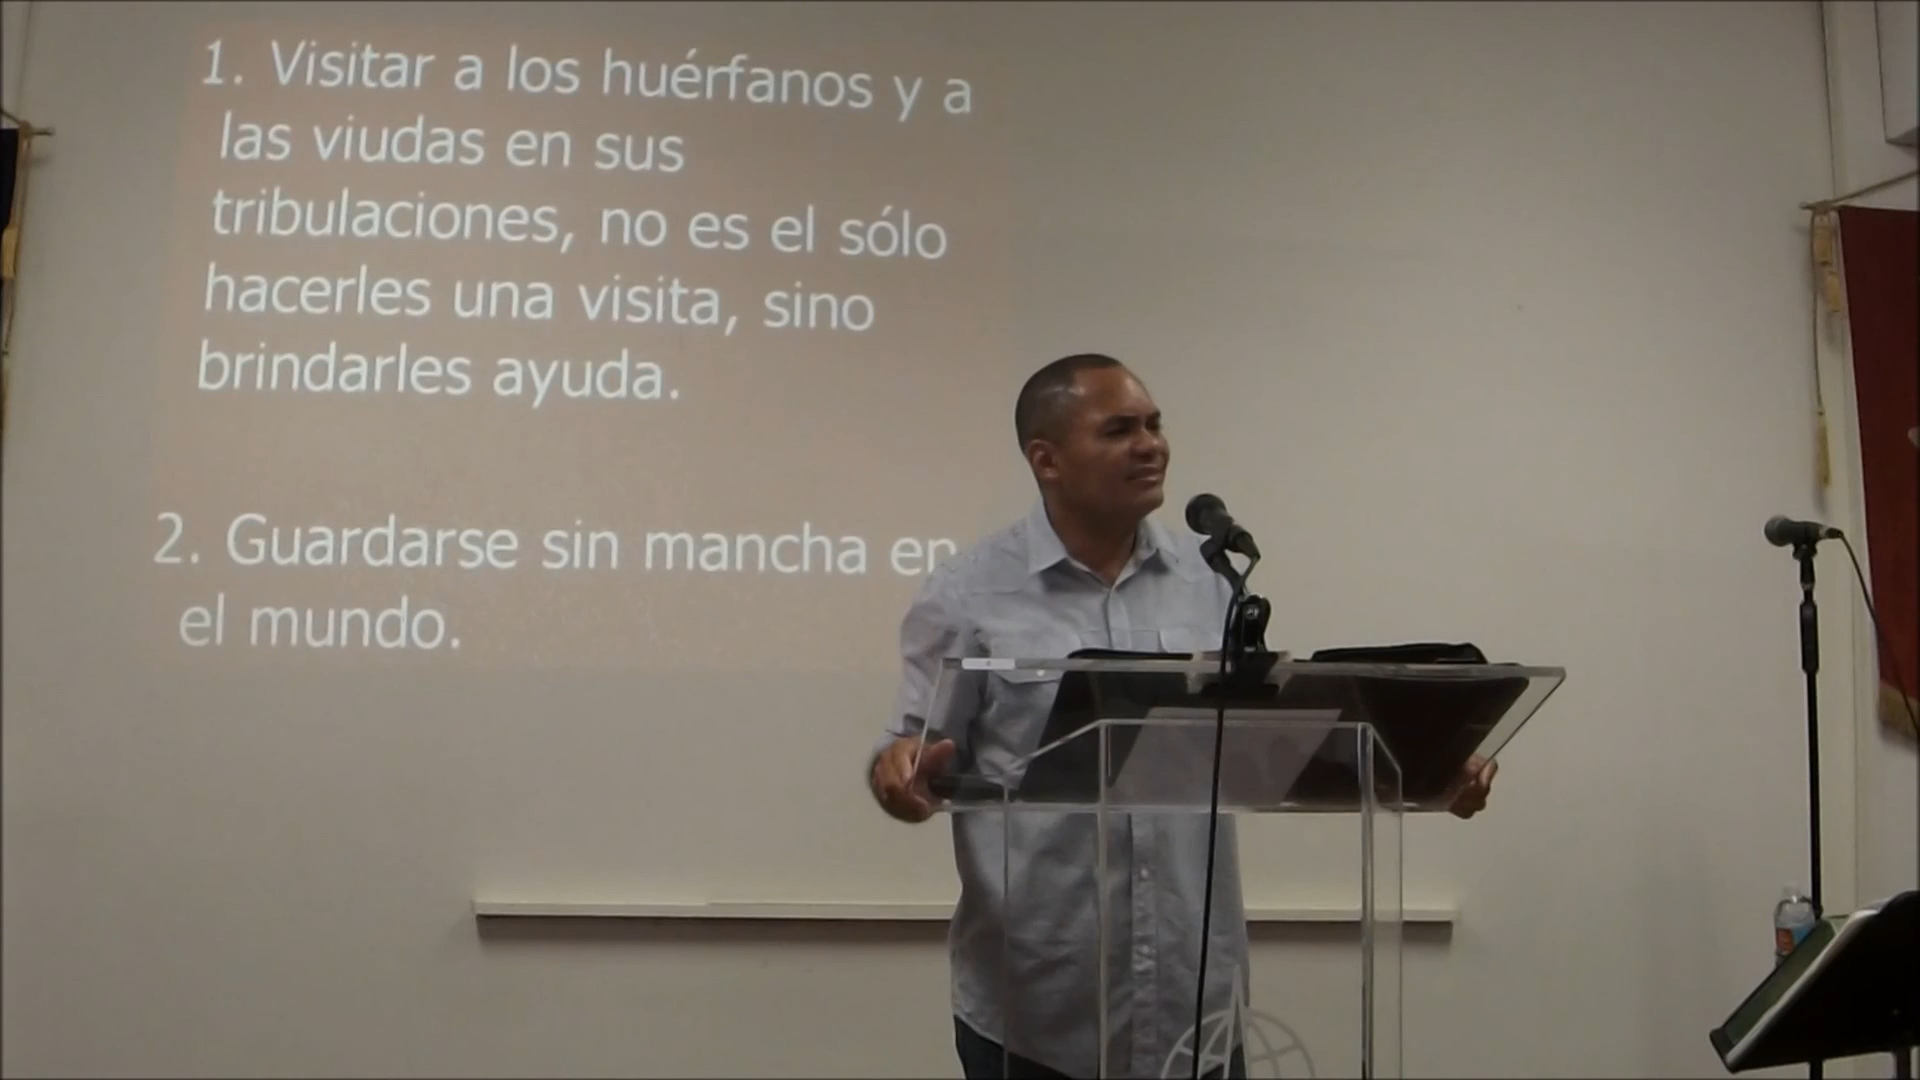 1. Visitar a los huérfanos y a
las viudas en sus
tribulaciones, no es el sólo
hacerles una visita, sino
brindarles ayuda.
2. Guardarse sin mancha en
el mundo.